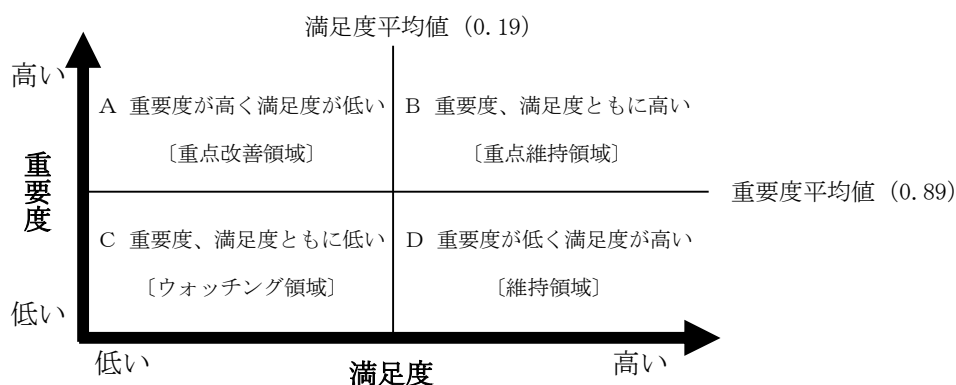 満足度平均値（0.19）
高い
A 重要度が高く満足度が低い
B 重要度、満足度ともに高い
〔重点改善領域〕
〔重点維持領域〕
重要度
重要度平均値（0.89）
C 重要度、満足度ともに低い
D 重要度が低く満足度が高い
〔ウォッチング領域〕
〔維持領域〕
低い
低い
満足度
高い